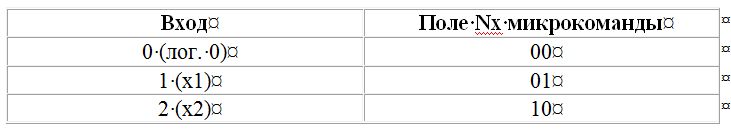 Вход¤ Поле·Nx·микрокоманды¤ ¤
0·(лог.·0)¤ 00¤ ¤
1·(x1)¤ 01¤ ¤
2·(x2)¤ 10¤ ¤